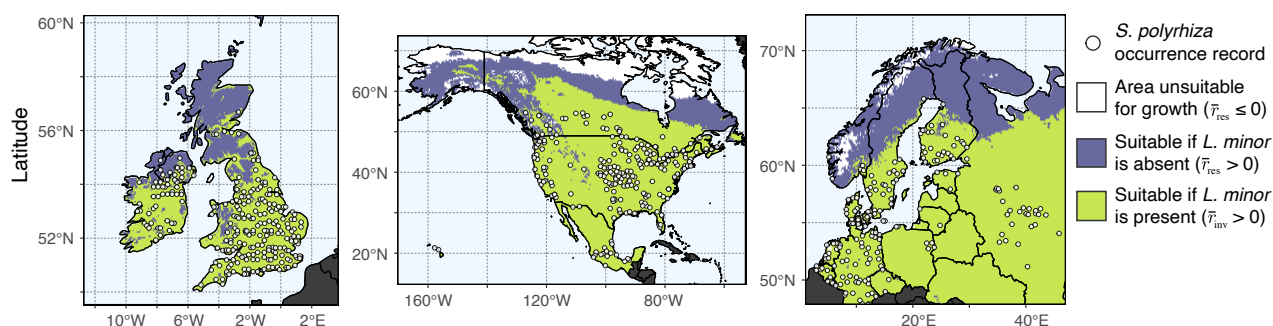 Latitude
60°N
56°N
52°N
10°W 6°W 2°W 2°E
60°N
40°N
20°N
160°W 120°W 80°W
70°N
60°N
50°N
20°E 40°E
S. polyrhiza
occurrence record
Area unsuitable
for growth (r̅res ≤ 0)
Suitable if L. minor
is absent (r̅res > 0)
Suitable if L. minor
is present (r̅inv > 0)